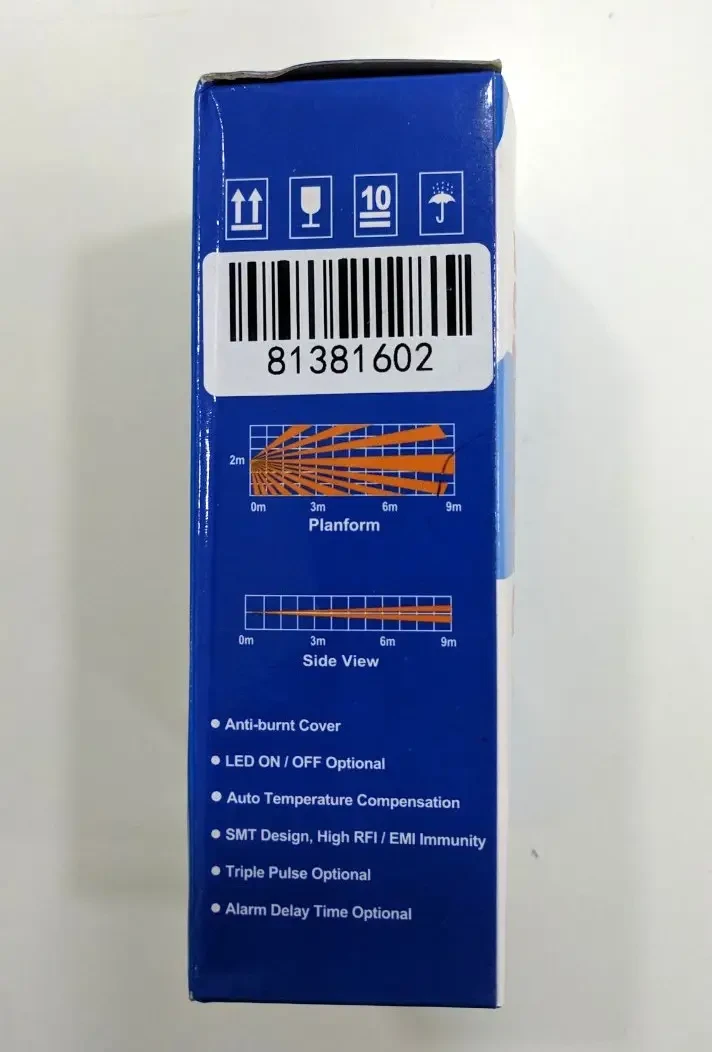 10
81381602
2m
0m 3m 6m 9m
Planform
0m 3m 6m 9m
Side View
● Anti-burnt Cover
● LED ON / OFF Optional
● Auto Temperature Compensation
● SMT Design, High RFI / EMI Immunity
● Triple Pulse Optional
● Alarm Delay Time Optional